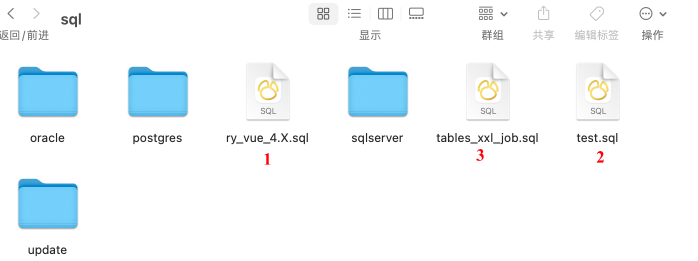 sql
返回/前进
显示
群组
共享
编辑标签
操作
SQL
SQL
SQL
oracle
postgres
ry_vue_4.X.sql
sqlserver
tables_xxl_job.sql
test.sql
1
3
2
update